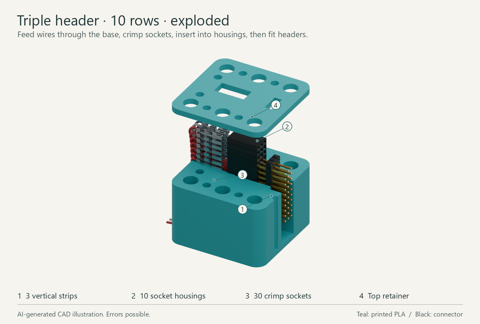 Triple header · 10 rows · exploded
Feed wires through the base, crimp sockets, insert into housings, then fit headers.
4
2
3
1
1 3 vertical strips 2 10 socket housings 3 30 crimp sockets 4 Top retainer
AI-generated CAD illustration. Errors possible. Teal: printed PLA / Black: connector